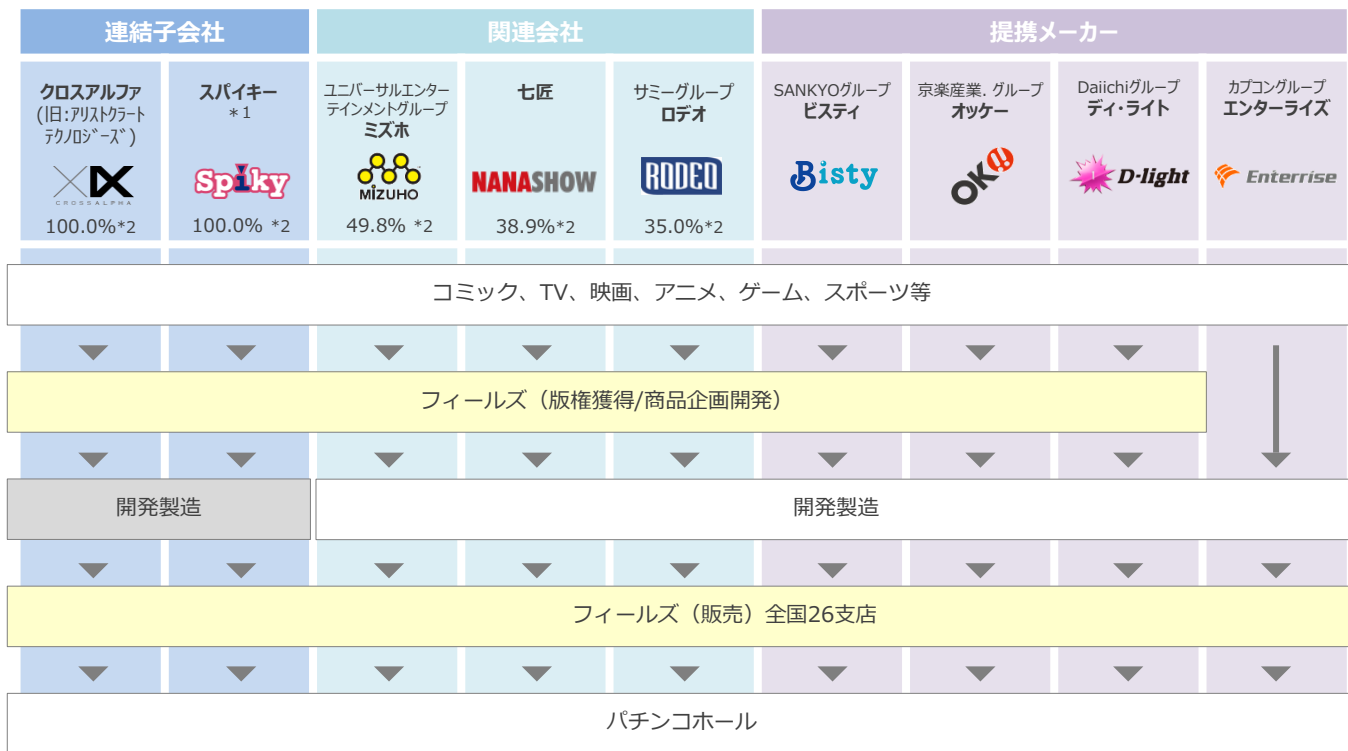 連結子会社
関連会社
提携メーカー
クロスアルファ
(旧:アリストクラート
テクノロジーズ)
CROSSALPHA
100.0%*2
スパイキー
＊1
Spiky
100.0% *2
ユニバーサルエンター
テインメントグループ
ミズホ
MIZUHO
49.8% *2
七匠
NANASHOW
38.9%*2
サミーグループ
ロデオ
RODEO
35.0%*2
SANKYOグループ
ビスティ
Bisty
京楽産業. グループ
オッケー
OK!!
Daiichiグループ
ディ・ライト
D-light
カプコングループ
エンターライズ
Enterrise
コミック、TV、映画、アニメ、ゲーム、スポーツ等
フィールズ（版権獲得/商品企画開発）
開発製造
開発製造
フィールズ（販売）全国26支店
パチンコホール